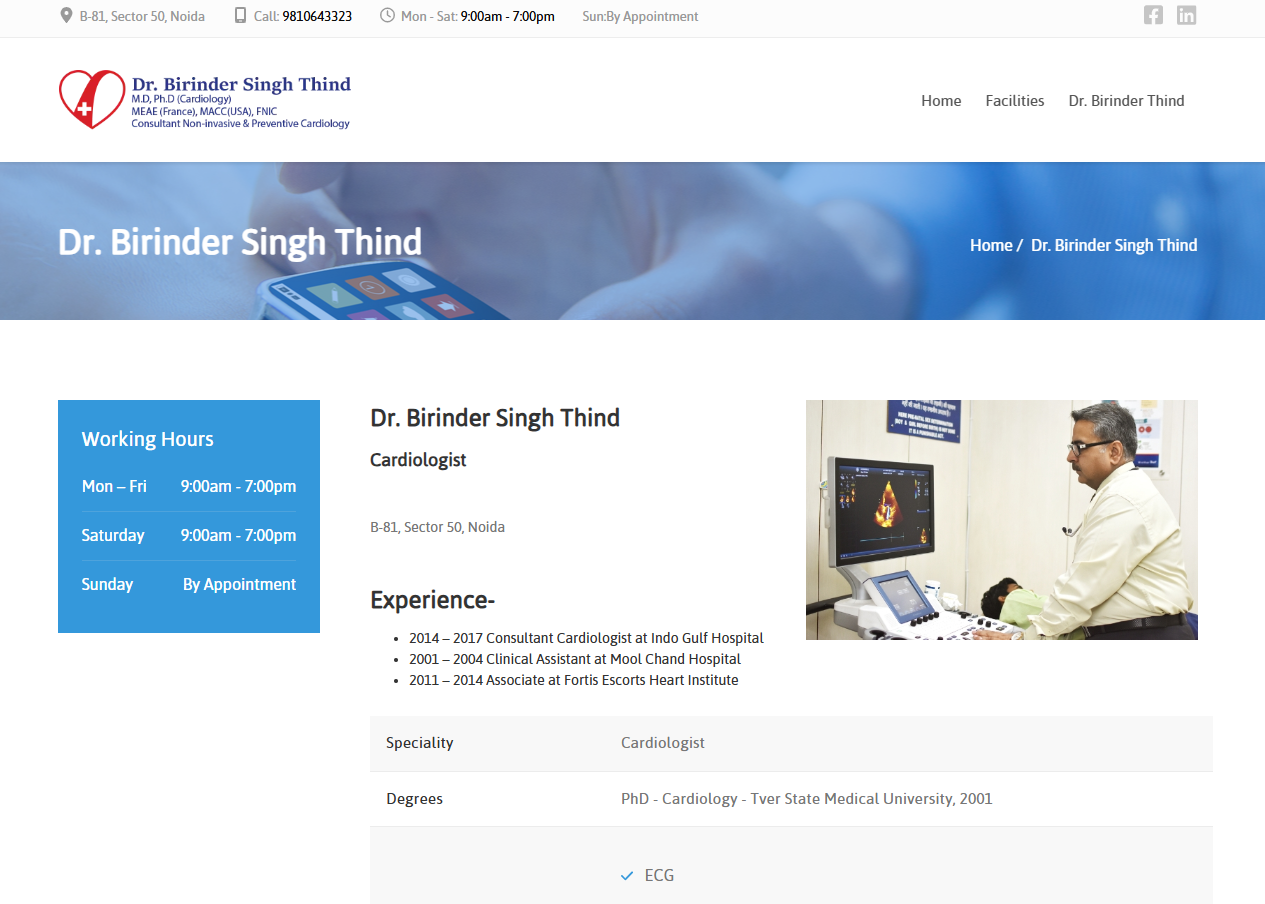 B-81, Sector 50, Noida Call: 9810643323 Mon - Sat: 9:00am - 7:00pm Sun:By Appointment
Dr. Birinder Singh Thind
M.D, Ph.D (Cardiology)
MEAE (France), MACC(USA), FNIC
Consultant Non-invasive & Preventive Cardiology
Home Facilities Dr. Birinder Thind
Dr. Birinder Singh Thind
Home / Dr. Birinder Singh Thind
Working Hours
Mon – Fri 9:00am - 7:00pm
Saturday 9:00am - 7:00pm
Sunday By Appointment
Dr. Birinder Singh Thind
Cardiologist
B-81, Sector 50, Noida
Experience-
• 2014 – 2017 Consultant Cardiologist at Indo Gulf Hospital
• 2001 – 2004 Clinical Assistant at Mool Chand Hospital
• 2011 – 2014 Associate at Fortis Escorts Heart Institute
Speciality Cardiologist
Degrees PhD - Cardiology - Tver State Medical University, 2001
ECG